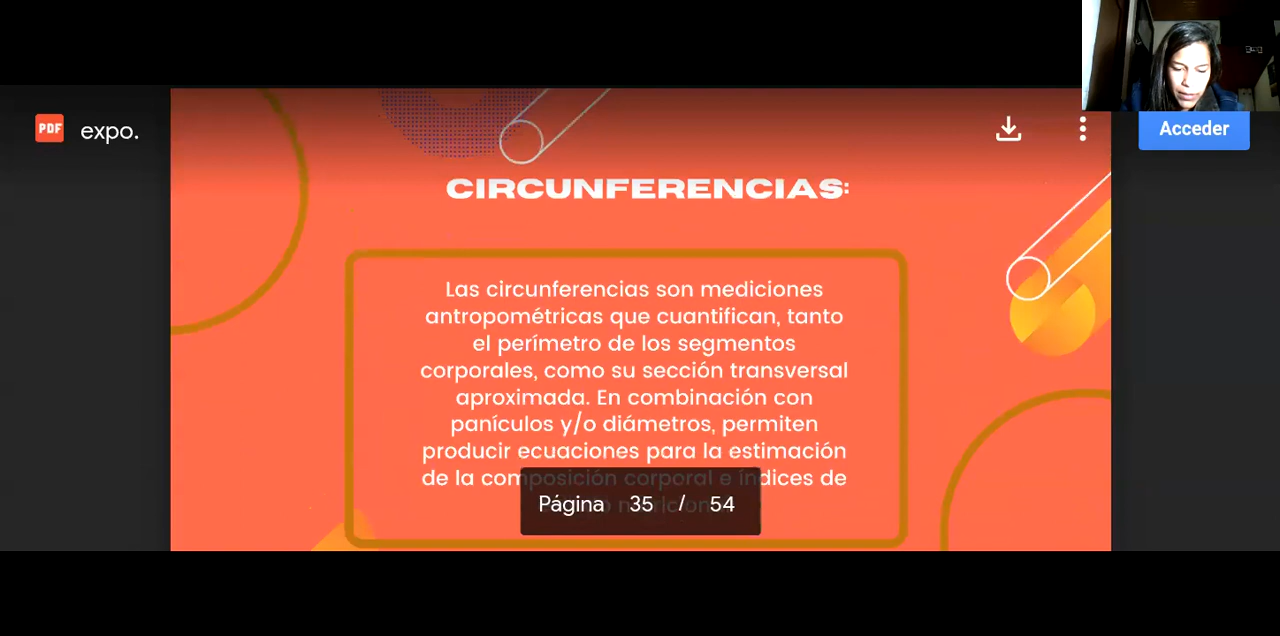 PDF
expo.
Acceder
CIRCUNFERENCIAS:
Las circunferencias son mediciones
antropométricas que cuantifican, tanto
el perímetro de los segmentos
corporales, como su sección transversal
aproximada. En combinación con
panículos y/o diámetros, permiten
producir ecuaciones para la estimación
de la composición corporal e índices de
Página 35 / 54